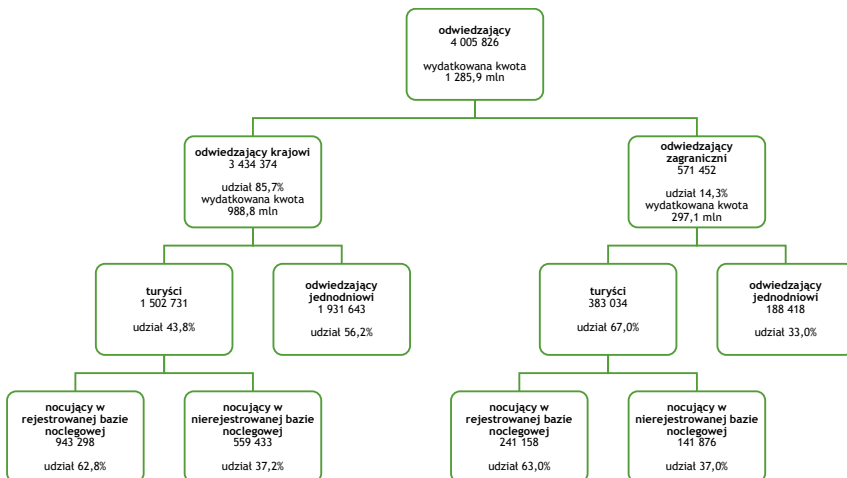 odwiedzający
4 005 826
wydatkowana kwota
1 285,9 mln
odwiedzający krajowi
3 434 374
udział 85,7%
wydatkowana kwota
988,8 mln
odwiedzający
zagraniczni
571 452
udział 14,3%
wydatkowana kwota
297,1 mln
turyści
1 502 731
udział 43,8%
odwiedzający
jednodniowi
1 931 643
udział 56,2%
turyści
383 034
udział 67,0%
odwiedzający
jednodniowi
188 418
udział 33,0%
nocujący w
rejestrowanej bazie
noclegowej
943 298
udział 62,8%
nocujący w
nierejestrowanej bazie
noclegowej
559 433
udział 37,2%
nocujący w
rejestrowanej bazie
noclegowej
241 158
udział 63,0%
nocujący w
nierejestrowanej bazie
noclegowej
141 876
udział 37,0%